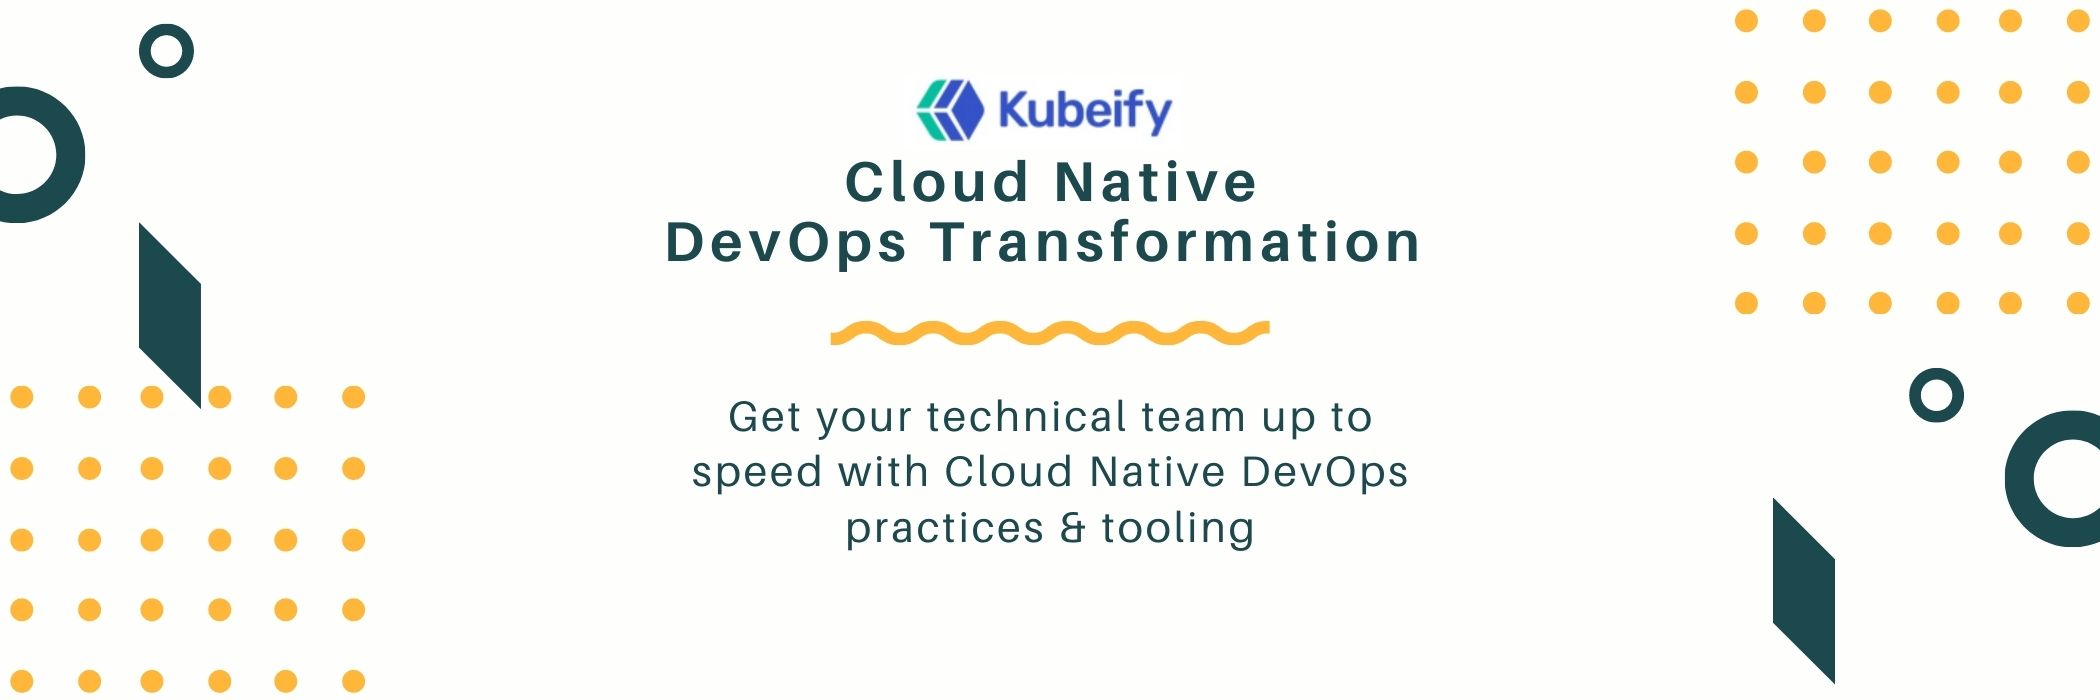 Kubeify
Cloud Native
DevOps Transformation
Get your technical team up to
speed with Cloud Native DevOps
practices & tooling